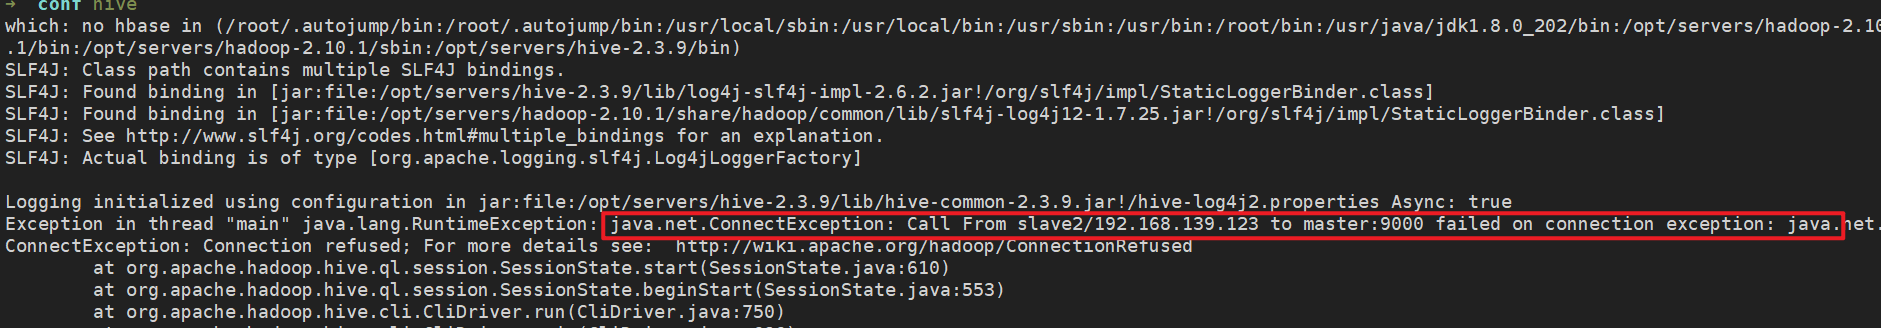 → conf hive
which: no hbase in (/root/.autojump/bin:/root/.autojump/bin:/usr/local/sbin:/usr/local/bin:/usr/sbin:/usr/bin:/root/bin:/usr/java/jdk1.8.0_202/bin:/opt/servers/hadoop-2.10
.1/bin:/opt/servers/hadoop-2.10.1/sbin:/opt/servers/hive-2.3.9/bin)
SLF4J: Class path contains multiple SLF4J bindings.
SLF4J: Found binding in [jar:file:/opt/servers/hive-2.3.9/lib/log4j-slf4j-impl-2.6.2.jar!/org/slf4j/impl/StaticLoggerBinder.class]
SLF4J: Found binding in [jar:file:/opt/servers/hadoop-2.10.1/share/hadoop/common/lib/slf4j-log4j12-1.7.25.jar!/org/slf4j/impl/StaticLoggerBinder.class]
SLF4J: See http://www.slf4j.org/codes.html#multiple_bindings for an explanation.
SLF4J: Actual binding is of type [org.apache.logging.slf4j.Log4jLoggerFactory]
Logging initialized using configuration in jar:file:/opt/servers/hive-2.3.9/lib/hive-common-2.3.9.jar!/hive-log4j2.properties Async: true
Exception in thread "main" java.lang.RuntimeException: java.net.ConnectException: Call From slave2/192.168.139.123 to master:9000 failed on connection exception: java.net.
ConnectException: Connection refused; For more details see:  http://wiki.apache.org/hadoop/ConnectionRefused
at org.apache.hadoop.hive.ql.session.SessionState.start(SessionState.java:610)
at org.apache.hadoop.hive.ql.session.SessionState.beginStart(SessionState.java:553)
at org.apache.hadoop.hive.cli.CliDriver.run(CliDriver.java:750)